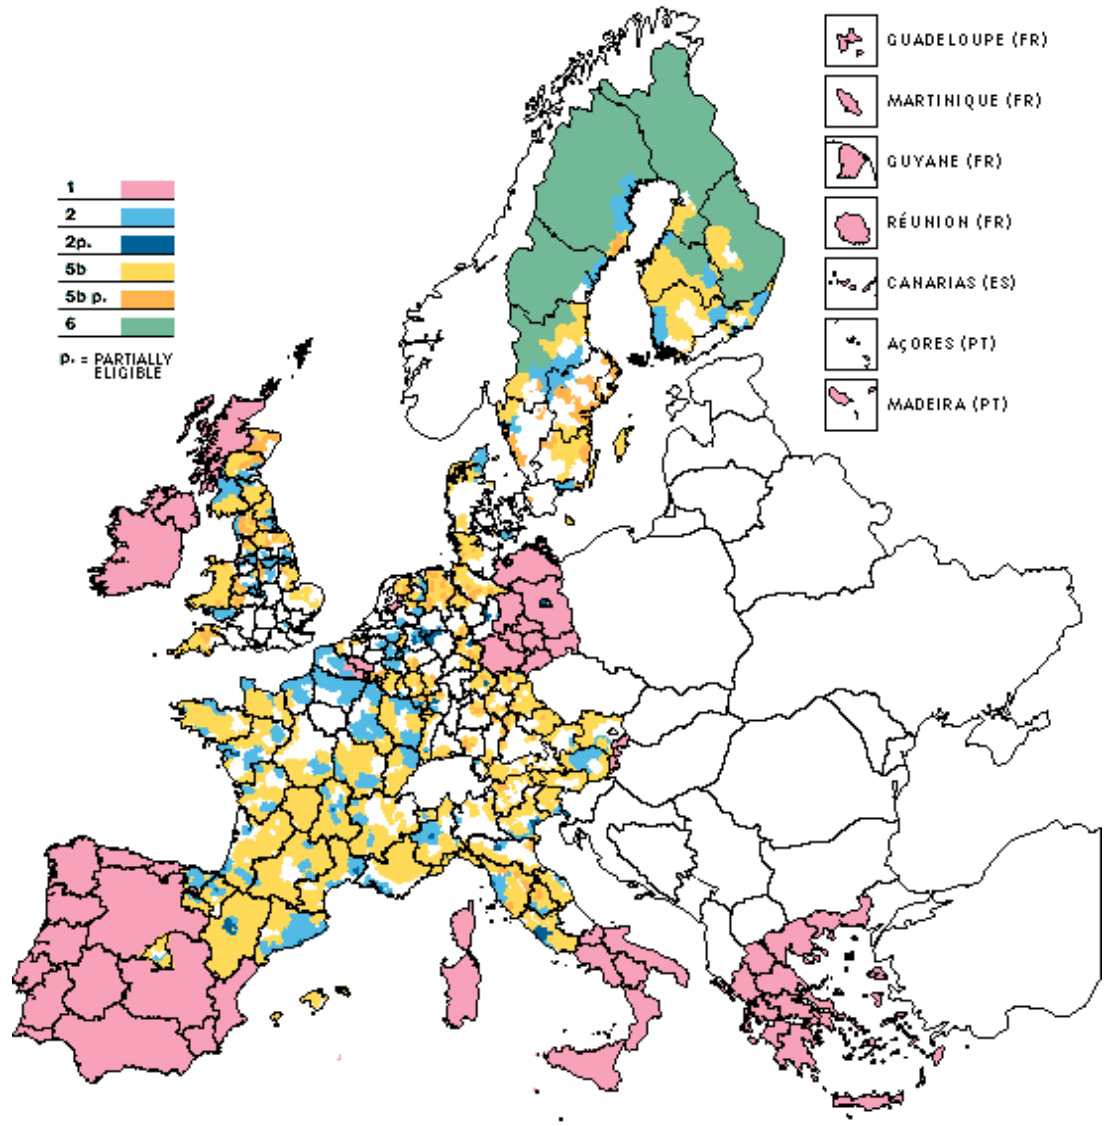 1
2
2p.
5b
5b p.
6
p. = PARTIALLY
ELIGIBLE
GUADELOUPE (FR)
MARTINIQUE (FR)
GUYANE (FR)
RÉUNION (FR)
CANARIAS (ES)
AÇORES (PT)
MADEIRA (PT)